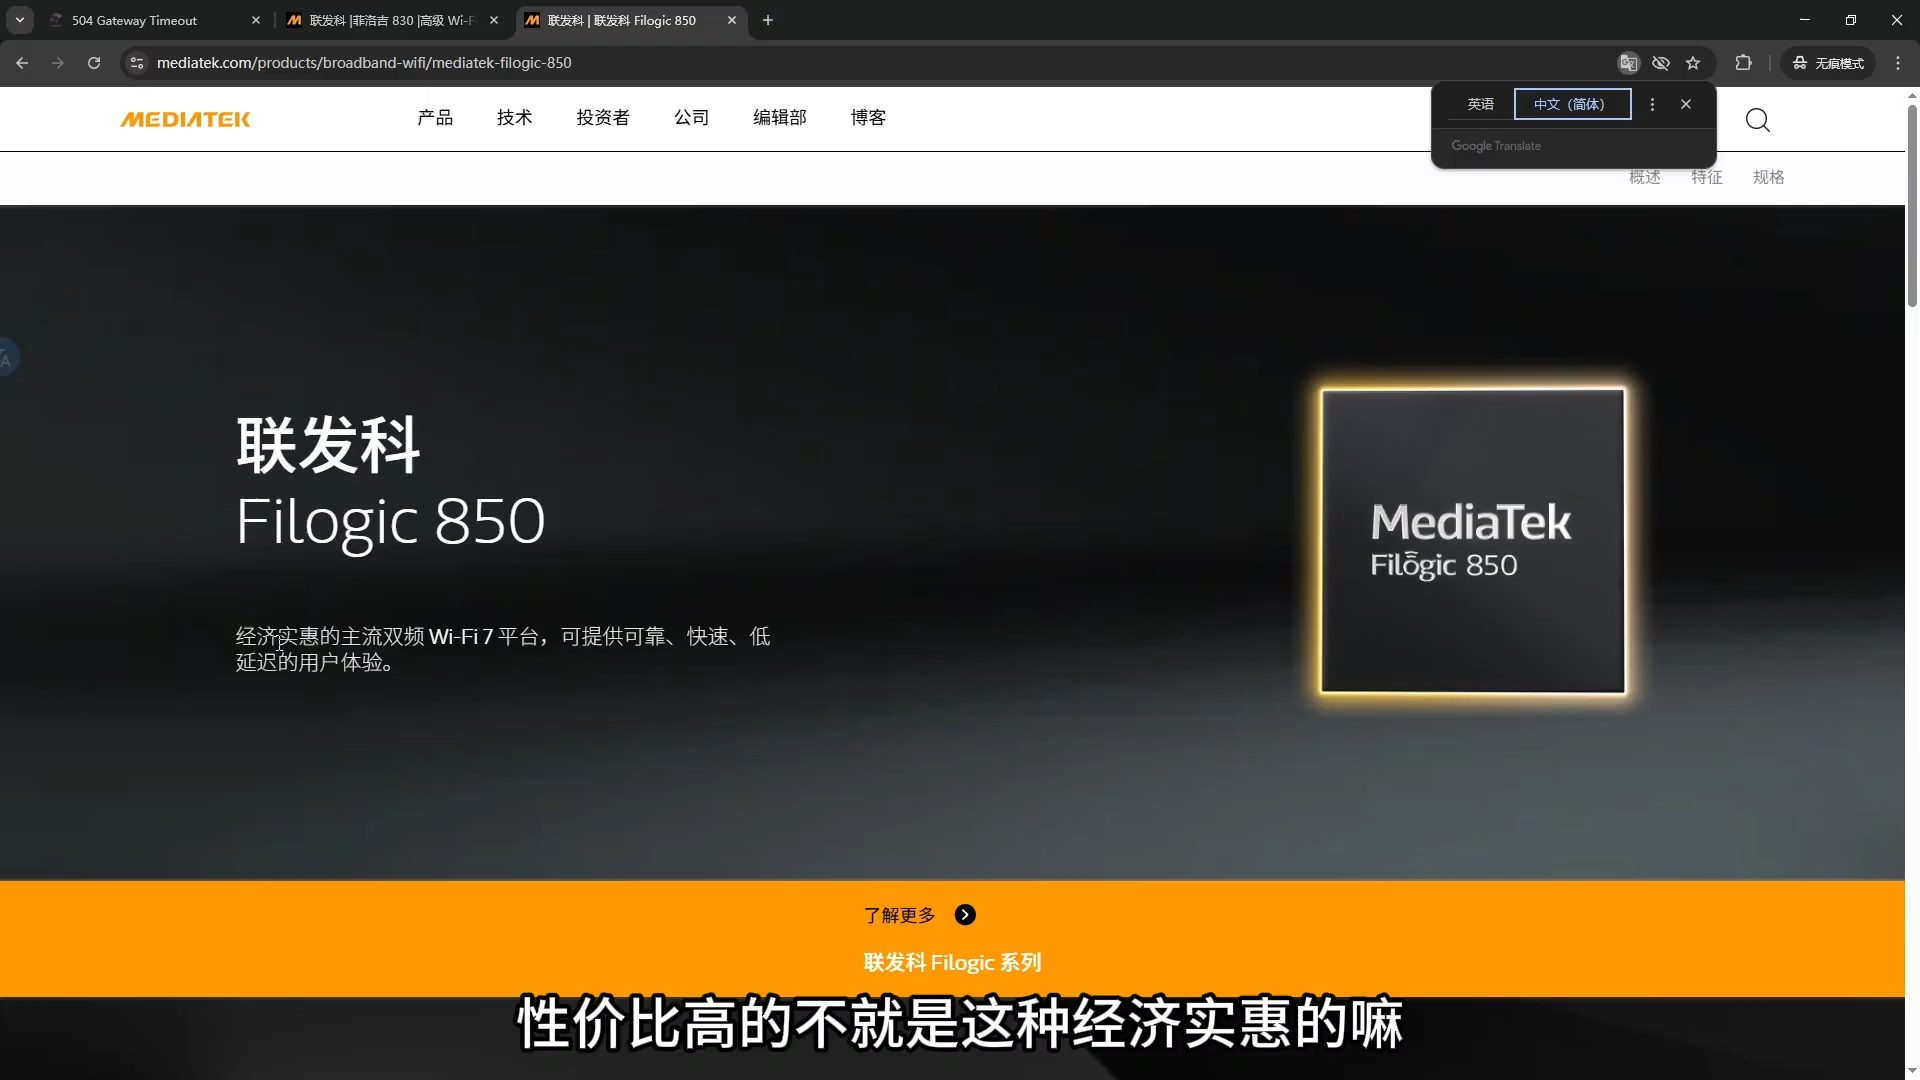 504 Gateway Timeout
联发科 |菲洛吉 830 |高级 Wi-F
联发科 | 联发科 Filogic 850
mediatek.com/products/broadband-wifi/mediatek-filogic-850
无痕模式
MEDIATEK
产品 技术 投资者 公司 编辑部 博客
英语 中文（简体）
Google Translate
概述 特征 规格
联发科
Filogic 850
经济实惠的主流双频 Wi-Fi 7 平台，可提供可靠、快速、低
延迟的用户体验。
MediaTek
Filogic 850
了解更多
联发科 Filogic 系列
性价比高的不就是这种经济实惠的嘛